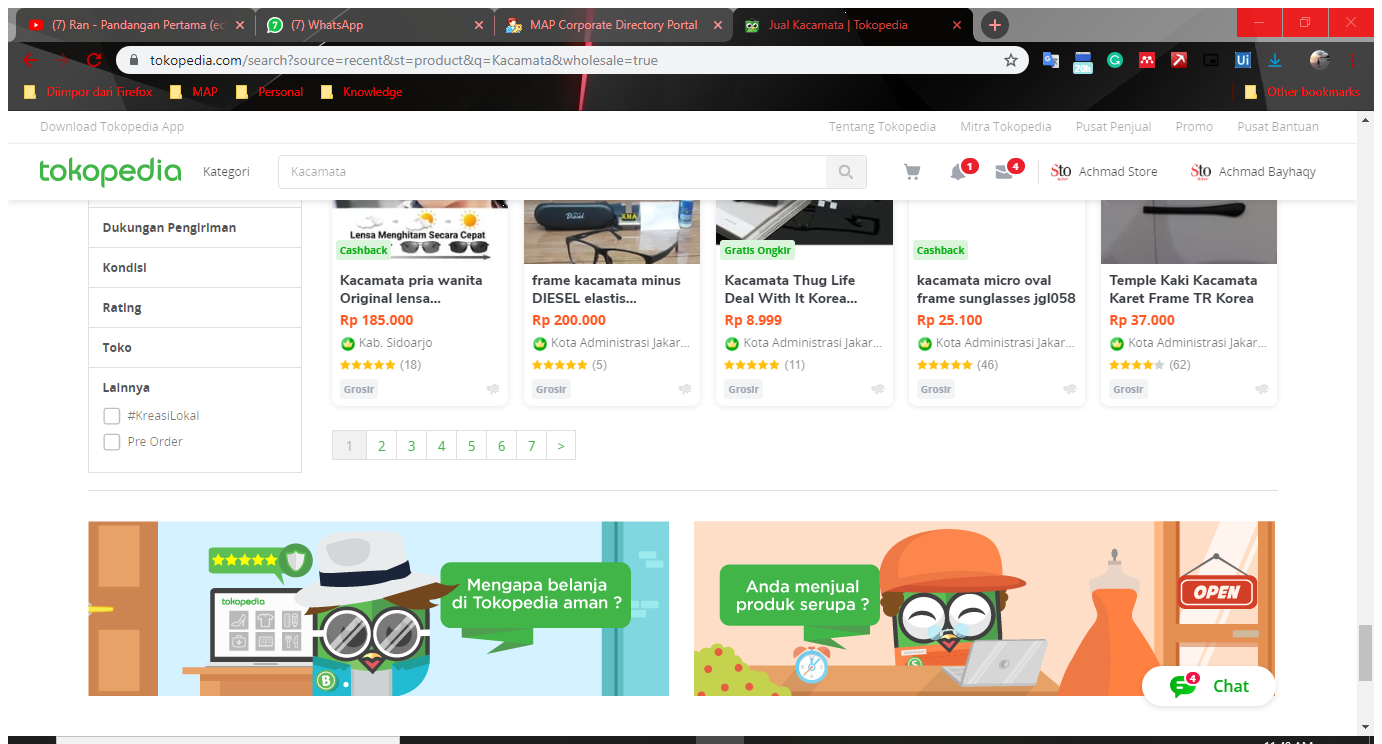 (7) Ran - Pandangan Pertama (ec
(7) WhatsApp
MAP Corporate Directory Portal
Jual Kacamata | Tokopedia
tokopedia.com/search?source=recent&st=product&q=Kacamata&wholesale=true
20h
Ui
Diimpor dari Firefox
MAP
Personal
Knowledge
Other bookmarks
Download Tokopedia App
Tentang Tokopedia
Mitra Tokopedia
Pusat Penjual
Promo
Pusat Bantuan
tokopedia
Kategori
Kacamata
1
4
Sto
Achmad Store
Sto
Achmad Bayhaqy
Dukungan Pengiriman
Kondisi
Rating
Toko
Lainnya
#KreasiLokal
Pre Order
Lensa Menghitam Secara Cepat
Cashback
Kacamata pria wanita
Original lensa...
Rp 185.000
Kab. Sidoarjo
(18)
Grosir
Diesel
frame kacamata minus
DIESEL elastis...
Rp 200.000
Kota Administrasi Jakar...
(5)
Grosir
Gratis Ongkir
Kacamata Thug Life
Deal With It Korea...
Rp 8.999
Kota Administrasi Jakar...
(11)
Grosir
Cashback
kacamata micro oval
frame sunglasses jgl058
Rp 25.100
Kota Administrasi Jakar...
(46)
Grosir
Temple Kaki Kacamata
Karet Frame TR Korea
Rp 37.000
Kota Administrasi Jakar...
(62)
Grosir
1 2 3 4 5 6 7 >
tokopedia
B
Mengapa belanja
di Tokopedia aman ?
Anda menjual
produk serupa ?
S
OPEN
4
Chat